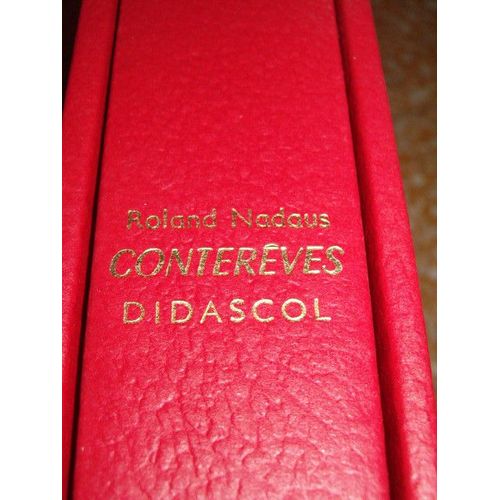 Roland Nadaus
CONTERÊVES
DIDASCOL